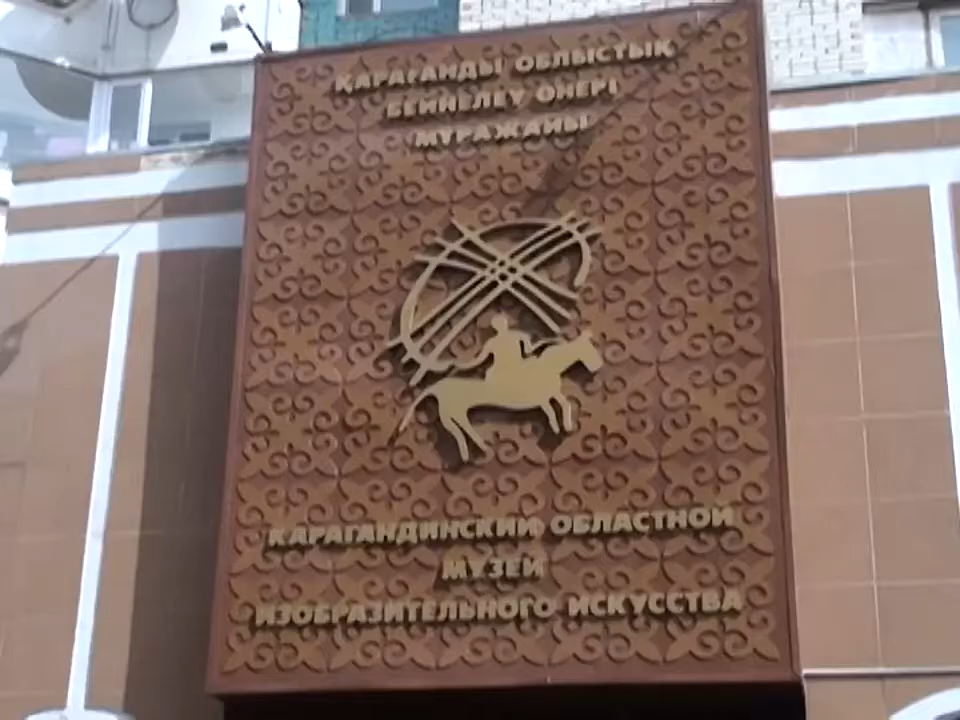 ҚАРАҒАНДЫ ОБЛЫСТЫҚ
БЕЙНЕЛЕУ ӨНЕРІ
МҰРАЖАЙЫ
КАРАГАНДИНСКИЙ ОБЛАСТНОЙ
МУЗЕЙ
ИЗОБРАЗИТЕЛЬНОГО ИСКУССТВА